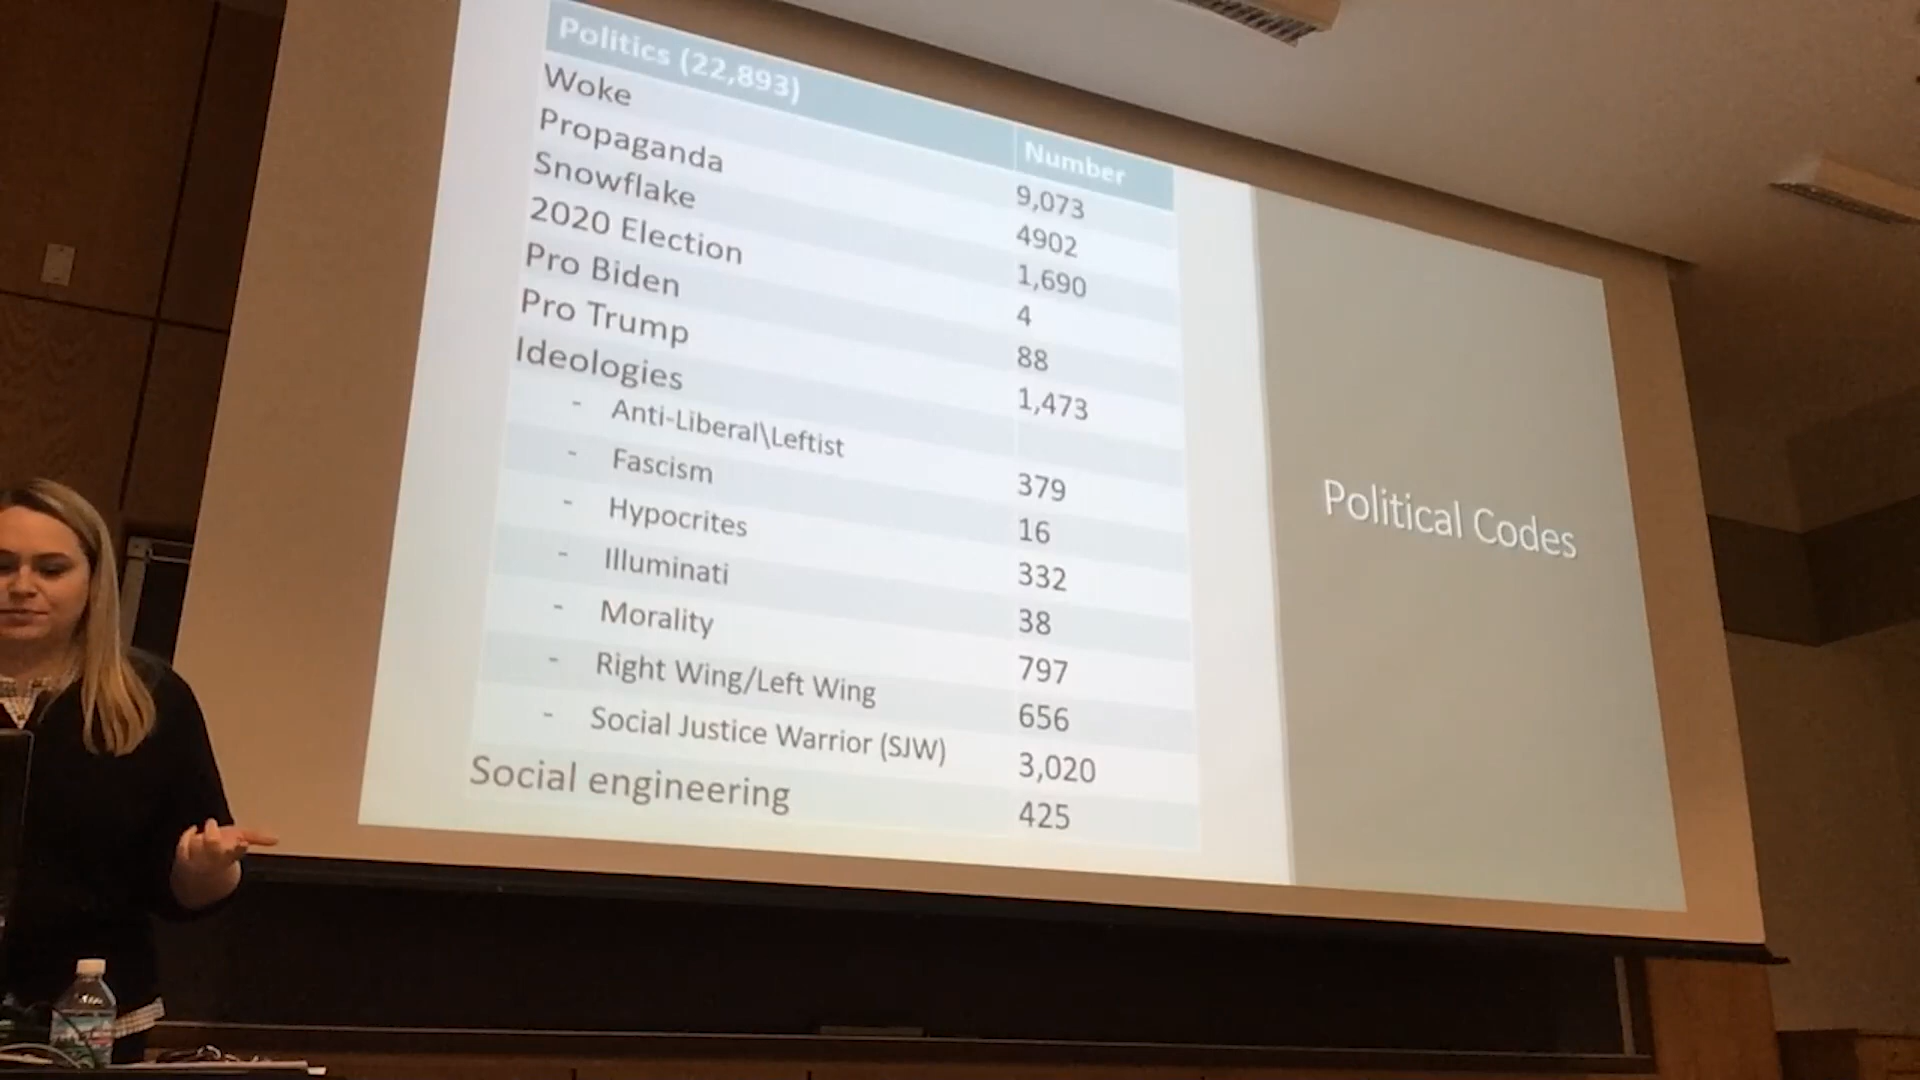 Politics (22,893) Number
Woke 9,073
Propaganda 4902
Snowflake 1,690
2020 Election 4
Pro Biden 88
Pro Trump 1,473
Ideologies
- Anti-Liberal\Leftist 379
- Fascism 16
- Hypocrites 332
- Illuminati 38
- Morality 797
- Right Wing/Left Wing 656
- Social Justice Warrior (SJW) 3,020
Social engineering 425
Political Codes